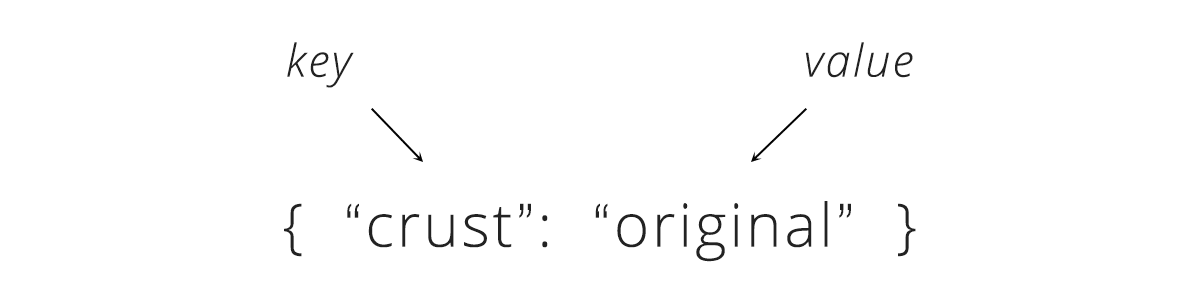 key value
{ “crust”: “original” }